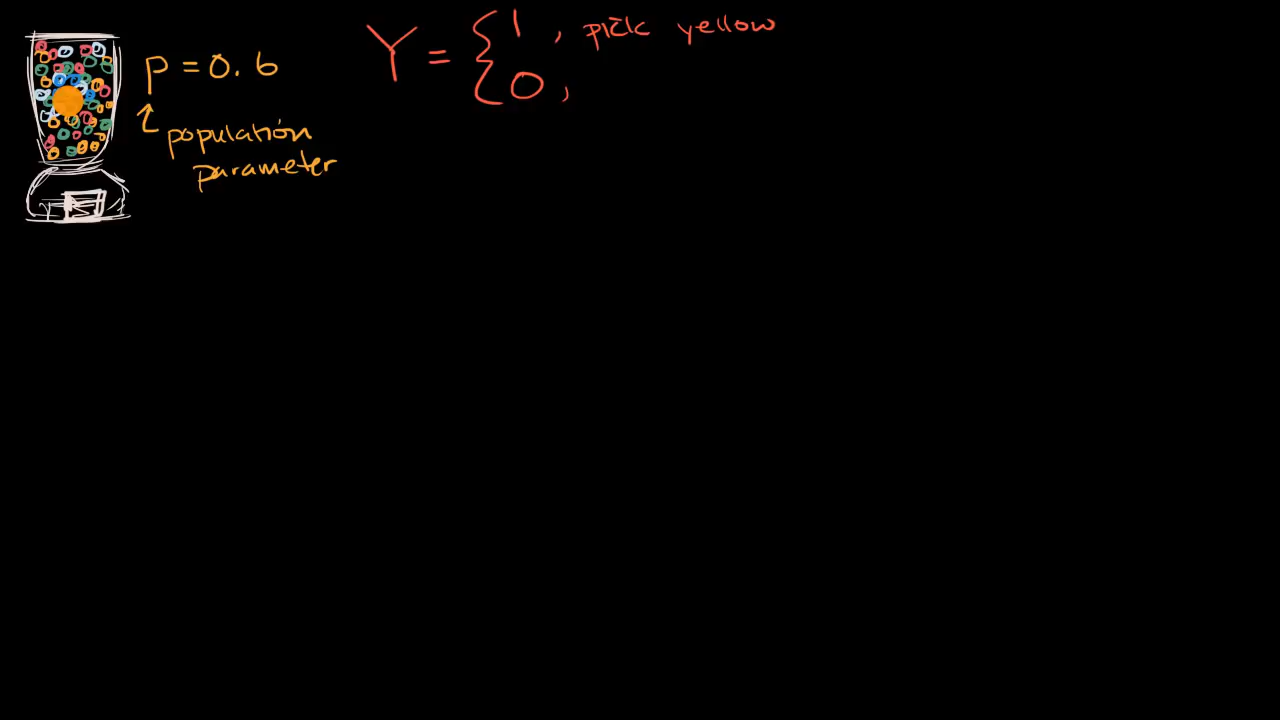 P = 0.6
population
parameter
Y = { 1, pick yellow
0,